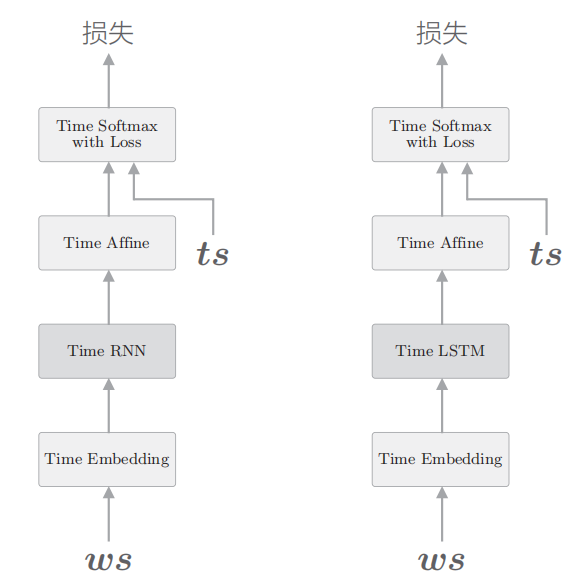 损失
Time Softmax
with Loss
Time Affine
ts
Time RNN
Time Embedding
ws
损失
Time Softmax
with Loss
Time Affine
ts
Time LSTM
Time Embedding
ws